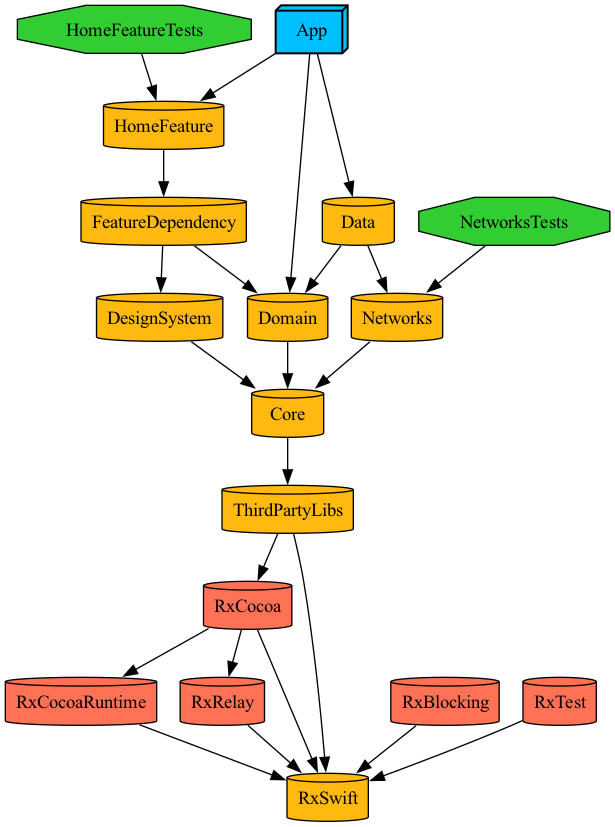 HomeFeatureTests
App
HomeFeature
FeatureDependency
Data
NetworksTests
DesignSystem
Domain
Networks
Core
ThirdPartyLibs
RxCocoa
RxCocoaRuntime
RxRelay
RxBlocking
RxTest
RxSwift